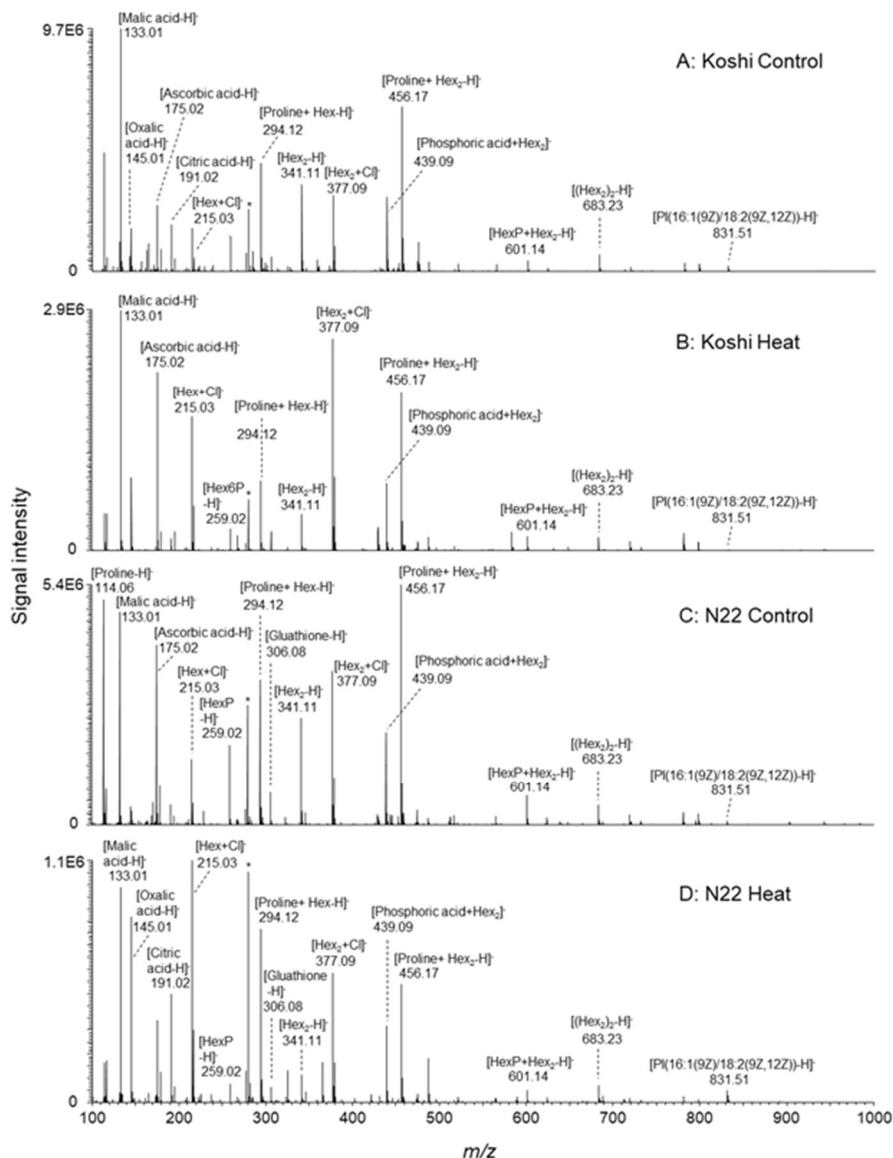 Signal intensity
9.7E6
0
A: Koshi Control
[Malic acid-H]-
133.01
[Oxalic
acid-H]-
145.01
[Ascorbic acid-H]-
175.02
[Citric acid-H]-
191.02
[Hex+Cl]-
215.03
*
[Proline+ Hex-H]-
294.12
[Hex2-H]-
341.11
[Hex2+Cl]-
377.09
[Proline+ Hex2-H]-
456.17
[Phosphoric acid+Hex2]-
439.09
[HexP+Hex2-H]-
601.14
[(Hex2)2-H]-
683.23
[PI(16:1(9Z)/18:2(9Z,12Z))-H]-
831.51
2.9E6
0
B: Koshi Heat
[Malic acid-H]-
133.01
[Ascorbic acid-H]-
175.02
[Hex+Cl]-
215.03
[Hex6P
-H]-
259.02
*
[Proline+ Hex-H]-
294.12
[Hex2-H]-
341.11
[Hex2+Cl]-
377.09
[Proline+ Hex2-H]-
456.17
[Phosphoric acid+Hex2]-
439.09
[HexP+Hex2-H]-
601.14
[(Hex2)2-H]-
683.23
[PI(16:1(9Z)/18:2(9Z,12Z))-H]-
831.51
5.4E6
0
C: N22 Control
[Proline-H]-
114.06
[Malic acid-H]-
133.01
[Ascorbic acid-H]-
175.02
[Hex+Cl]-
215.03
[HexP
-H]-
259.02
*
[Proline+ Hex-H]-
294.12
[Gluathione-H]-
306.08
[Hex2-H]-
341.11
[Hex2+Cl]-
377.09
[Proline+ Hex2-H]-
456.17
[Phosphoric acid+Hex2]-
439.09
[HexP+Hex2-H]-
601.14
[(Hex2)2-H]-
683.23
[PI(16:1(9Z)/18:2(9Z,12Z))-H]-
831.51
1.1E6
0
D: N22 Heat
[Malic
acid-H]-
133.01
[Oxalic
acid-H]-
145.01
[Citric
acid-H]-
191.02
[Hex+Cl]-
215.03
[HexP
-H]-
259.02
*
[Proline+ Hex-H]-
294.12
[Gluathione
-H]-
306.08
[Hex2-H]-
341.11
[Hex2+Cl]-
377.09
[Phosphoric acid+Hex2]-
439.09
[Proline+ Hex2-H]-
456.17
[HexP+Hex2-H]-
601.14
[(Hex2)2-H]-
683.23
[PI(16:1(9Z)/18:2(9Z,12Z))-H]-
831.51
100 200 300 400 500 600 700 800 900 1000
m/z